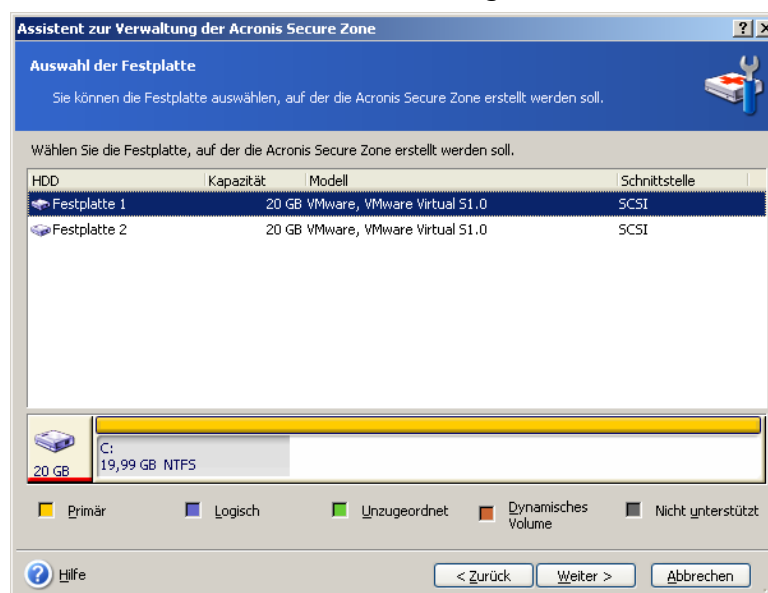 Assistent zur Verwaltung der Acronis Secure Zone
Auswahl der Festplatte
Sie können die Festplatte auswählen, auf der die Acronis Secure Zone erstellt werden soll.
Wählen Sie die Festplatte, auf der die Acronis Secure Zone erstellt werden soll.
HDD Kapazität Modell Schnittstelle
Festplatte 1 20 GB VMware, VMware Virtual S1.0 SCSI
Festplatte 2 20 GB VMware, VMware Virtual S1.0 SCSI
C:
20 GB 19,99 GB NTFS
Primär Logisch Unzugeordnet Dynamisches Volume Nicht unterstützt
Hilfe < Zurück Weiter > Abbrechen